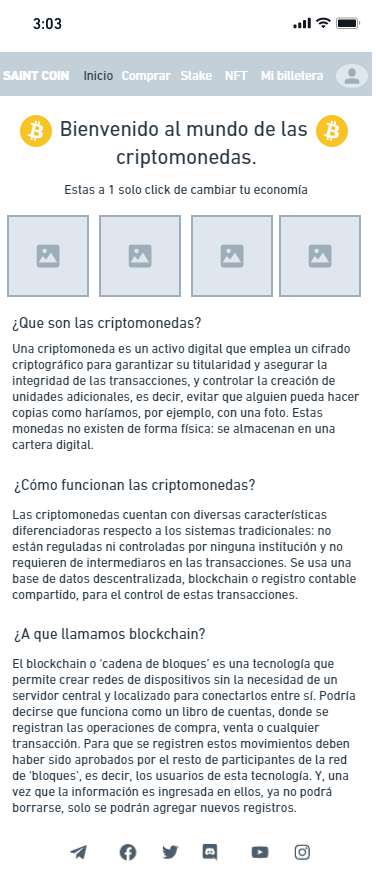 3:03
SAINT COIN Inicio Comprar Stake NFT Mi billetera
Bienvenido al mundo de las
criptomonedas.
Estas a 1 solo click de cambiar tu economía
¿Que son las criptomonedas?
Una criptomoneda es un activo digital que emplea un cifrado
criptográfico para garantizar su titularidad y asegurar la
integridad de las transacciones, y controlar la creación de
unidades adicionales, es decir, evitar que alguien pueda hacer
copias como haríamos, por ejemplo, con una foto. Estas
monedas no existen de forma física: se almacenan en una
cartera digital.
¿Cómo funcionan las criptomonedas?
Las criptomonedas cuentan con diversas características
diferenciadoras respecto a los sistemas tradicionales: no
están reguladas ni controladas por ninguna institución y no
requieren de intermediaros en las transacciones. Se usa una
base de datos descentralizada, blockchain o registro contable
compartido, para el control de estas transacciones.
¿A que llamamos blockchain?
El blockchain o ‘cadena de bloques’ es una tecnología que
permite crear redes de dispositivos sin la necesidad de un
servidor central y localizado para conectarlos entre sí. Podría
decirse que funciona como un libro de cuentas, donde se
registran las operaciones de compra, venta o cualquier
transacción. Para que se registren estos movimientos deben
haber sido aprobados por el resto de participantes de la red
de ‘bloques’, es decir, los usuarios de esta tecnología. Y, una
vez que la información es ingresada en ellos, ya no podrá
borrarse, solo se podrán agregar nuevos registros.